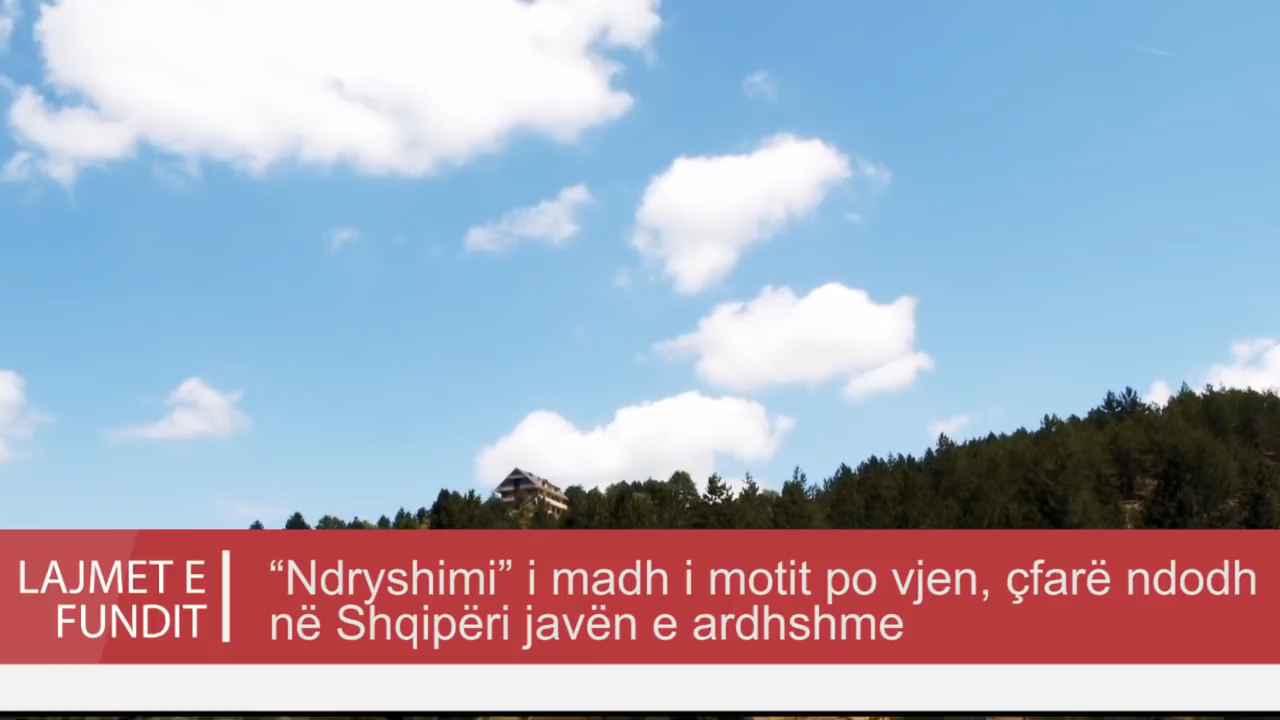 LAJMET E
FUNDIT
“Ndryshimi” i madh i motit po vjen, çfarë ndodh
në Shqipëri javën e ardhshme